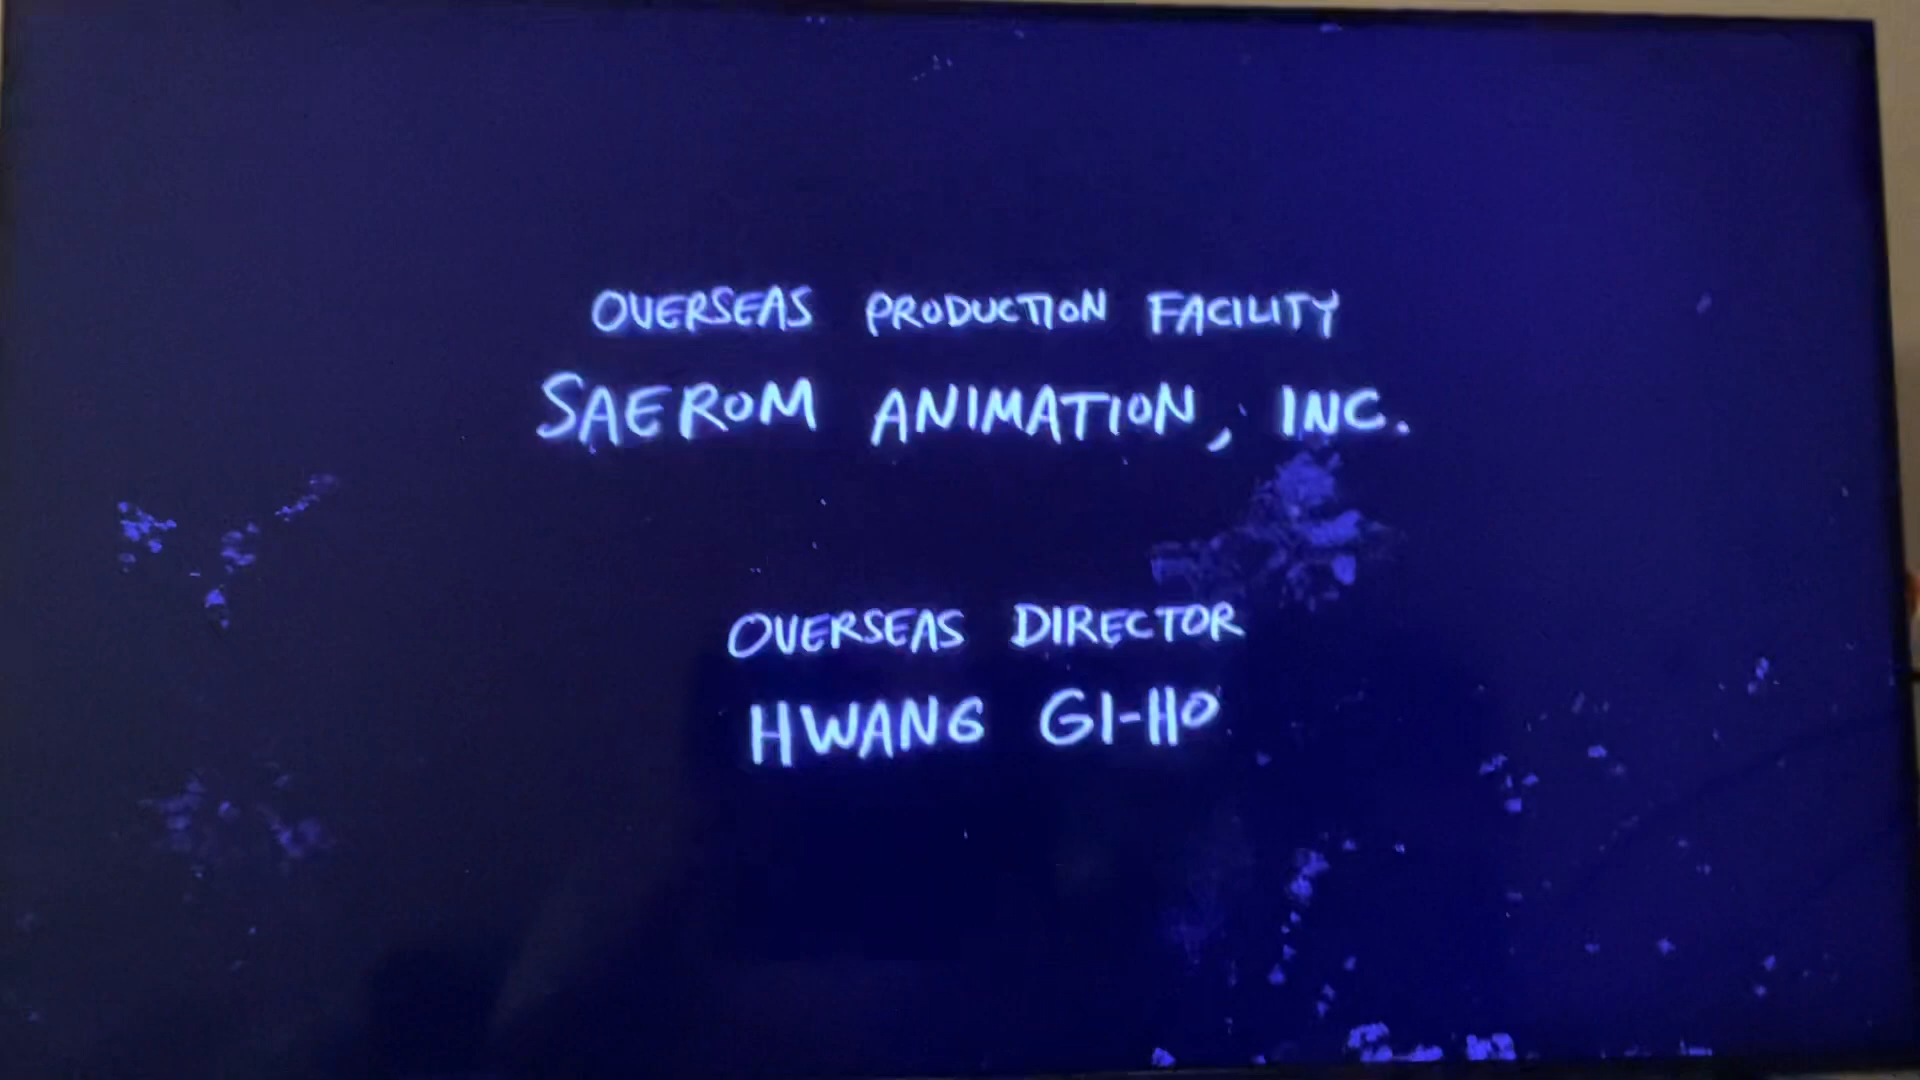 OVERSEAS PRODUCTION FACILITY
SAEROM ANIMATION, INC.
OVERSEAS DIRECTOR
HWANG GI-HO